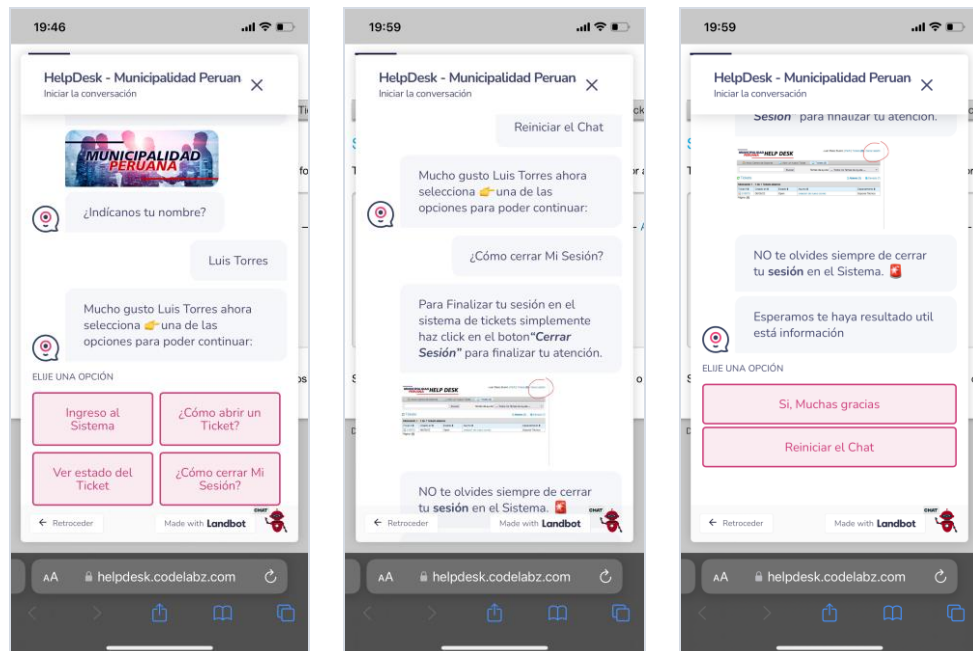 19:46
HelpDesk - Municipalidad Peruan
Iniciar la conversación
MUNICIPALIDAD
PERUANA
¿Indícanos tu nombre?
Luis Torres
Mucho gusto Luis Torres ahora
selecciona 👉 una de las
opciones para poder continuar:
ELIJE UNA OPCIÓN
Ingreso al
Sistema
¿Cómo abrir un
Ticket?
Ver estado del
Ticket
¿Cómo cerrar Mi
Sesión?
Retroceder
Made with Landbot
CHAT
AA
helpdesk.codelabz.com
19:59
HelpDesk - Municipalidad Peruan
Iniciar la conversación
Reiniciar el Chat
Mucho gusto Luis Torres ahora
selecciona 👉 una de las
opciones para poder continuar:
¿Cómo cerrar Mi Sesión?
Para Finalizar tu sesión en el
sistema de tickets simplemente
haz click en el boton“Cerrar
Sesión” para finalizar tu atención.
HELP DESK
NO te olvides siempre de cerrar
tu sesión en el Sistema. 🚨
Retroceder
Made with Landbot
CHAT
AA
helpdesk.codelabz.com
19:59
HelpDesk - Municipalidad Peruan
Iniciar la conversación
Sesión” para finalizar tu atención.
HELP DESK
NO te olvides siempre de cerrar
tu sesión en el Sistema. 🚨
Esperamos te haya resultado util
está información
ELIJE UNA OPCIÓN
Si, Muchas gracias
Reiniciar el Chat
Retroceder
Made with Landbot
CHAT
AA
helpdesk.codelabz.com